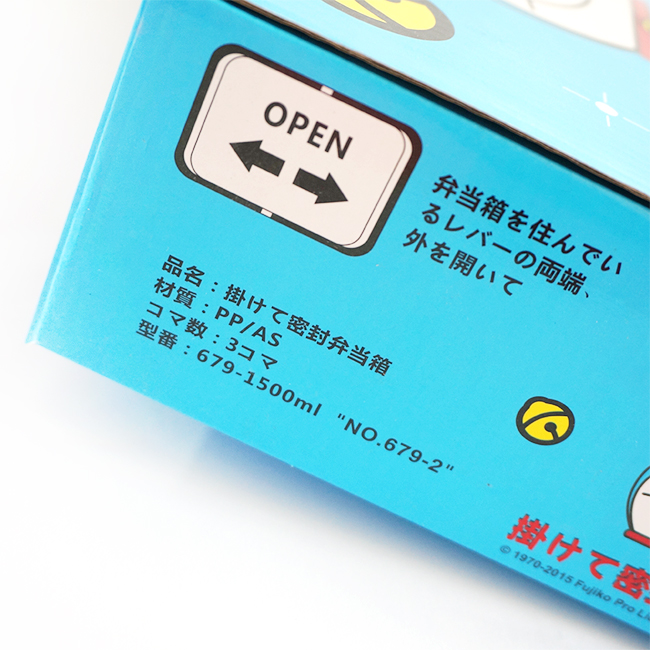 OPEN
弁当箱を住んでい
るレバーの両端、
外を開いて
品名：掛けて密封弁当箱
材質：PP/AS
コマ数：3コマ
型番：679-1500ml "NO.679-2"
掛けて密
© 1970-2015 Fujiko Pro